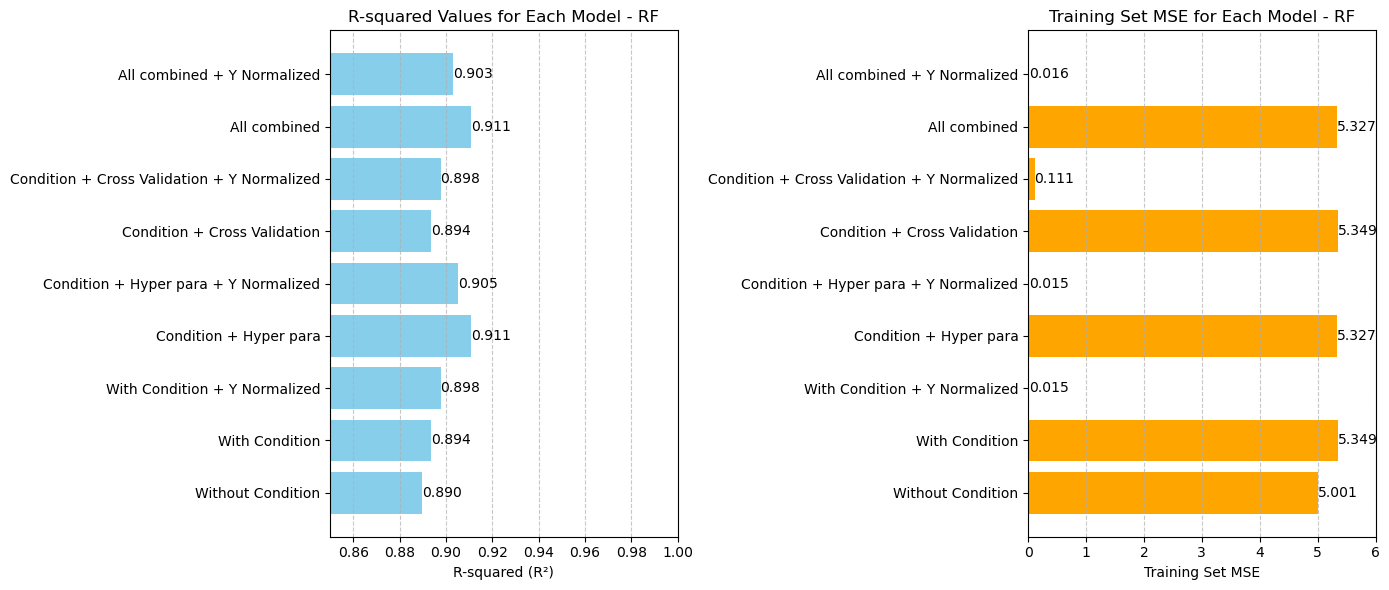 R-squared Values for Each Model - RF
All combined + Y Normalized
0.903
All combined
0.911
Condition + Cross Validation + Y Normalized
0.898
Condition + Cross Validation
0.894
Condition + Hyper para + Y Normalized
0.905
Condition + Hyper para
0.911
With Condition + Y Normalized
0.898
With Condition
0.894
Without Condition
0.890
0.86 0.88 0.90 0.92 0.94 0.96 0.98 1.00
R-squared (R²)
Training Set MSE for Each Model - RF
All combined + Y Normalized
0.016
All combined
5.327
Condition + Cross Validation + Y Normalized
0.111
Condition + Cross Validation
5.349
Condition + Hyper para + Y Normalized
0.015
Condition + Hyper para
5.327
With Condition + Y Normalized
0.015
With Condition
5.349
Without Condition
5.001
0 1 2 3 4 5 6
Training Set MSE